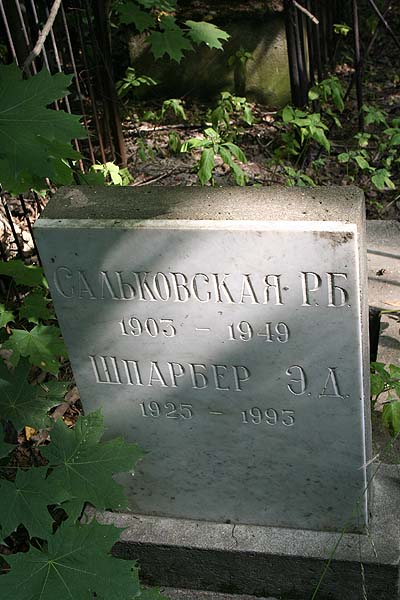 Сальковская Р.Б.
1903 – 1949
Шпарбер Э.Д.
1925 – 1993